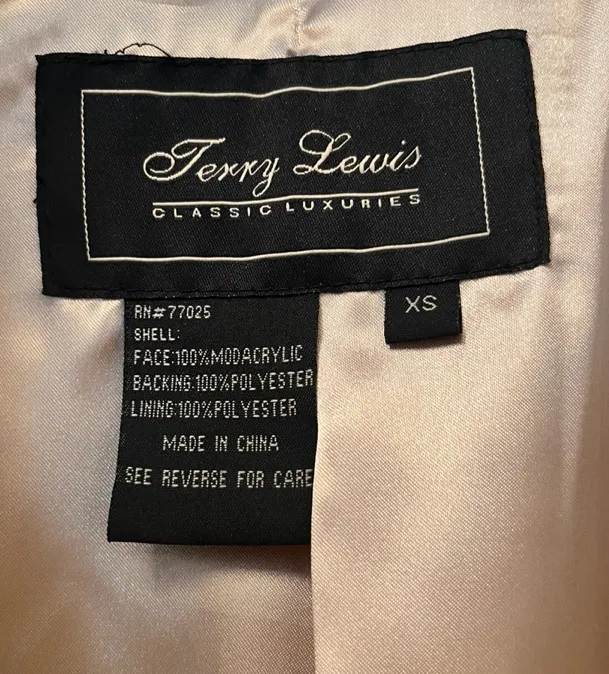 Terry Lewis
CLASSIC LUXURIES
XS
RN#77025
SHELL:
FACE:100%MODACRYLIC
BACKING:100%POLYESTER
LINING:100%POLYESTER
MADE IN CHINA
SEE REVERSE FOR CARE